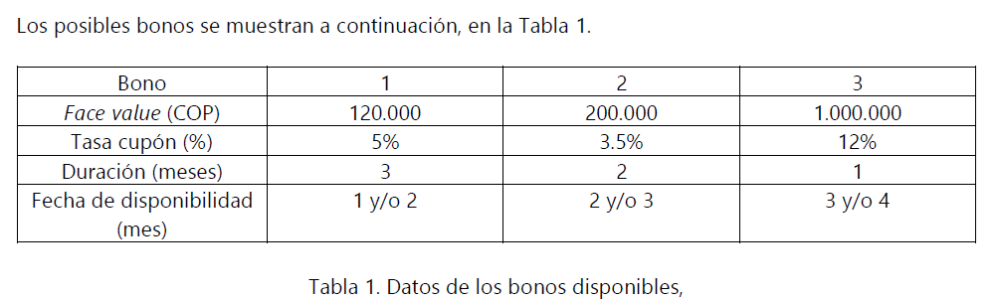 Los posibles bonos se muestran a continuación, en la Tabla 1.
Bono 1 2 3
Face value (COP) 120.000 200.000 1.000.000
Tasa cupón (%) 5% 3.5% 12%
Duración (meses) 3 2 1
Fecha de disponibilidad 1 y/o 2 2 y/o 3 3 y/o 4
(mes)
Tabla 1. Datos de los bonos disponibles,